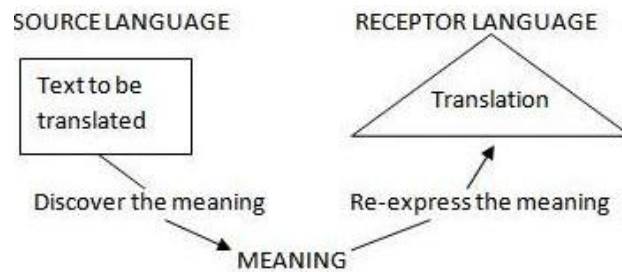 SOURCE LANGUAGE
RECEPTOR LANGUAGE
Text to be
translated
Translation
Discover the meaning
Re-express the meaning
MEANING